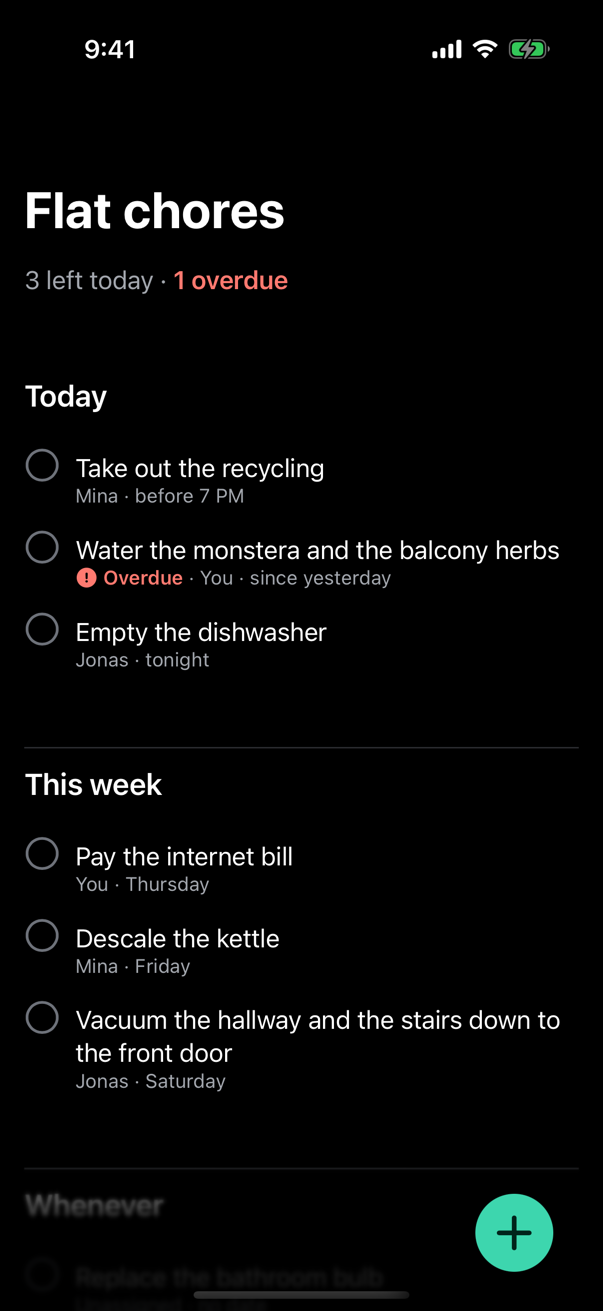 9:41
Flat chores
3 left today · 1 overdue
Today
Take out the recycling
Mina · before 7 PM
Water the monstera and the balcony herbs
Overdue · You · since yesterday
Empty the dishwasher
Jonas · tonight
This week
Pay the internet bill
You · Thursday
Descale the kettle
Mina · Friday
Vacuum the hallway and the stairs down to
the front door
Jonas · Saturday
Whenever
Replace the bathroom bulb